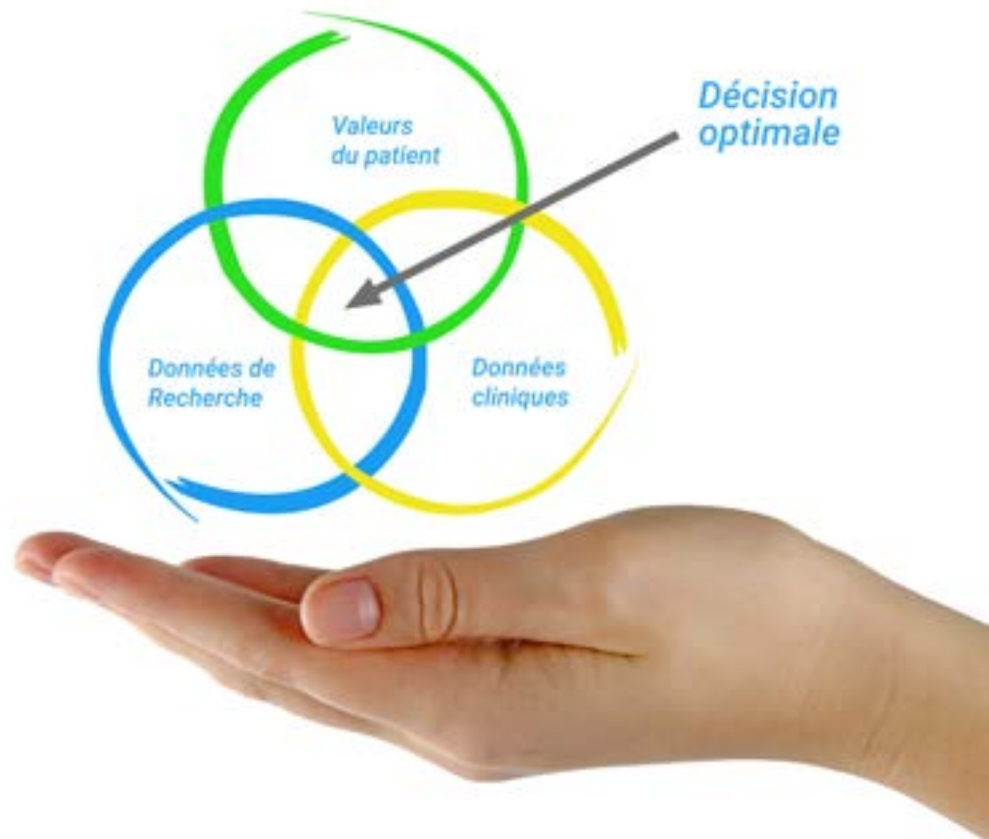 Valeurs
du patient
Décision
optimale
Données de
Recherche
Données
cliniques